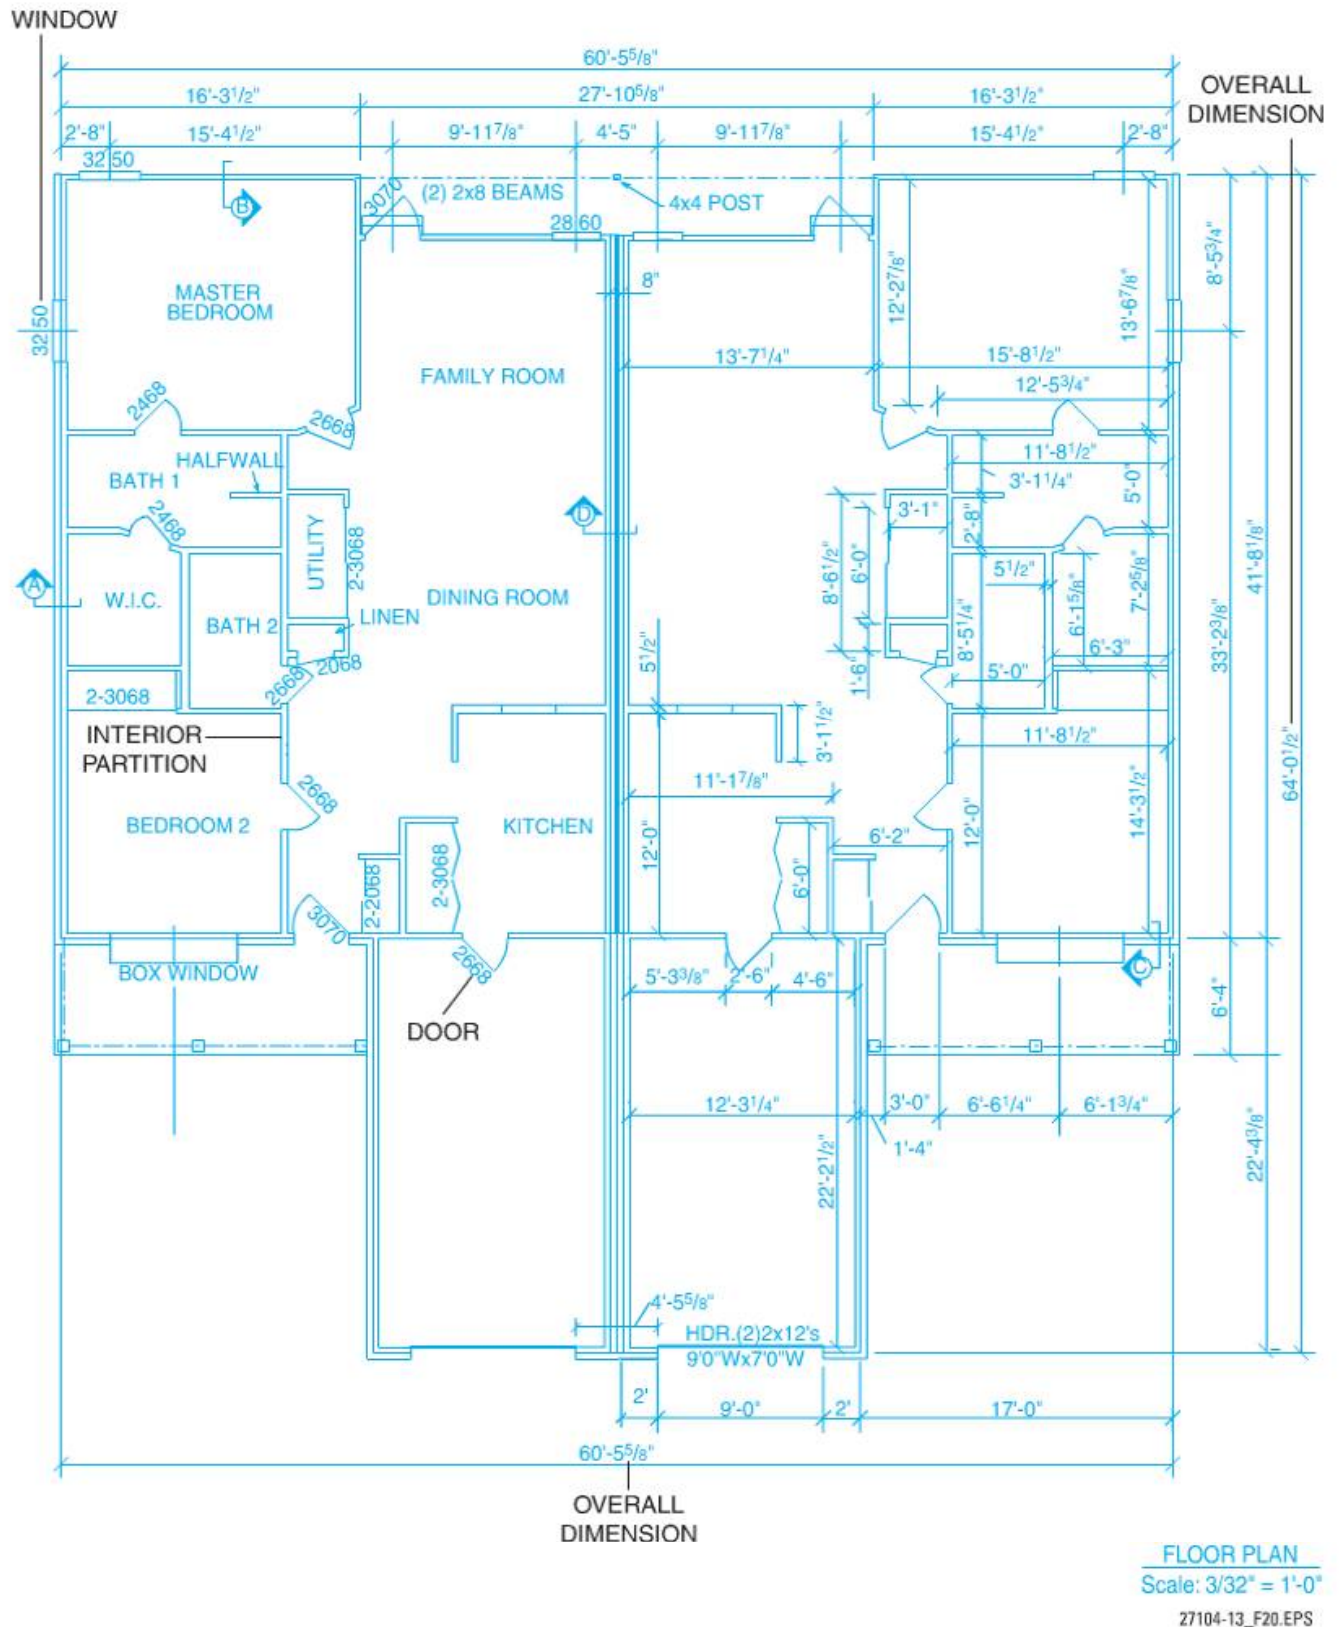 WINDOW
60'-5 5/8"
OVERALL
DIMENSION
16'-3 1/2"
27'-10 5/8"
16'-3 1/2"
2'-8"
15'-4 1/2"
9'-11 7/8"
4'-5"
9'-11 7/8"
15'-4 1/2"
2'-8"
32 50
B
3070
(2) 2x8 BEAMS
4x4 POST
28 60
8'-5 3/4"
8"
12'-2 7/8"
13'-6 7/8"
MASTER
BEDROOM
32 50
13'-7 1/4"
15'-8 1/2"
FAMILY ROOM
12'-5 3/4"
2468
2668
HALFWALL
BATH 1
11'-8 1/2"
3'-1 1/4"
5'-0"
2468
D
3'-1"
2'-8"
UTILITY
2-3068
8'-6 1/2"
6'-0"
41'-8 1/8"
A
W.I.C.
DINING ROOM
5 1/2"
6'-1 5/8"
7'-2 5/8"
LINEN
BATH 2
8'-5 1/4"
33'-2 3/8"
5 1/2"
6'-3"
2068
2668
1'-6"
5'-0"
2-3068
INTERIOR
PARTITION
3'-1 1/2"
11'-8 1/2"
64'-0 1/2"
11'-1 7/8"
2668
BEDROOM 2
KITCHEN
12'-0"
6'-2"
12'-0"
14'-3 1/2"
2-3068
2-2068
6'-0"
3070
2668
BOX WINDOW
5'-3 3/8"
2'-6"
4'-6"
C
6'-4"
DOOR
12'-3 1/4"
3'-0"
6'-6 1/4"
6'-1 3/4"
1'-4"
22'-2 1/2"
22'-4 3/8"
4'-5 5/8"
HDR.(2)2x12's
9'0"Wx7'0"W
2'
9'-0"
2'
17'-0"
60'-5 5/8"
OVERALL
DIMENSION
FLOOR PLAN
Scale: 3/32" = 1'-0"
27104-13_F20.EPS